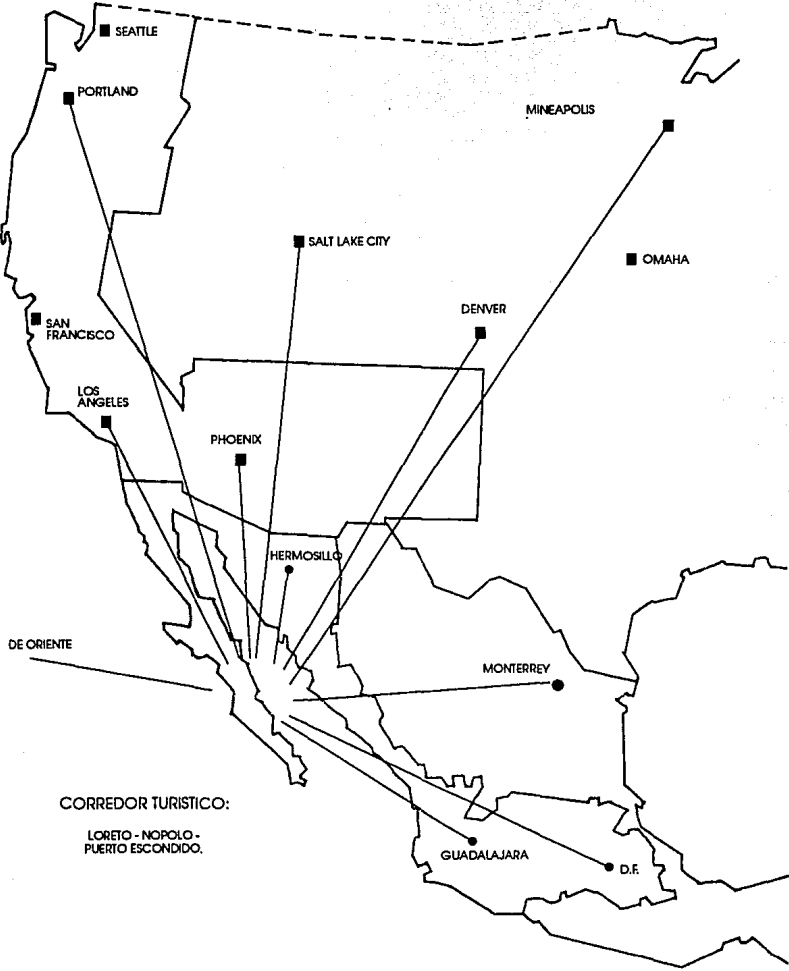 SEATTLE
PORTLAND
MINEAPOLIS
SALT LAKE CITY
OMAHA
DENVER
SAN
FRANCISCO
LOS
ANGELES
PHOENIX
HERMOSILLO
DE ORIENTE
MONTERREY
CORREDOR TURISTICO:
LORETO - NOPOLO -
PUERTO ESCONDIDO.
GUADALAJARA
D.F.